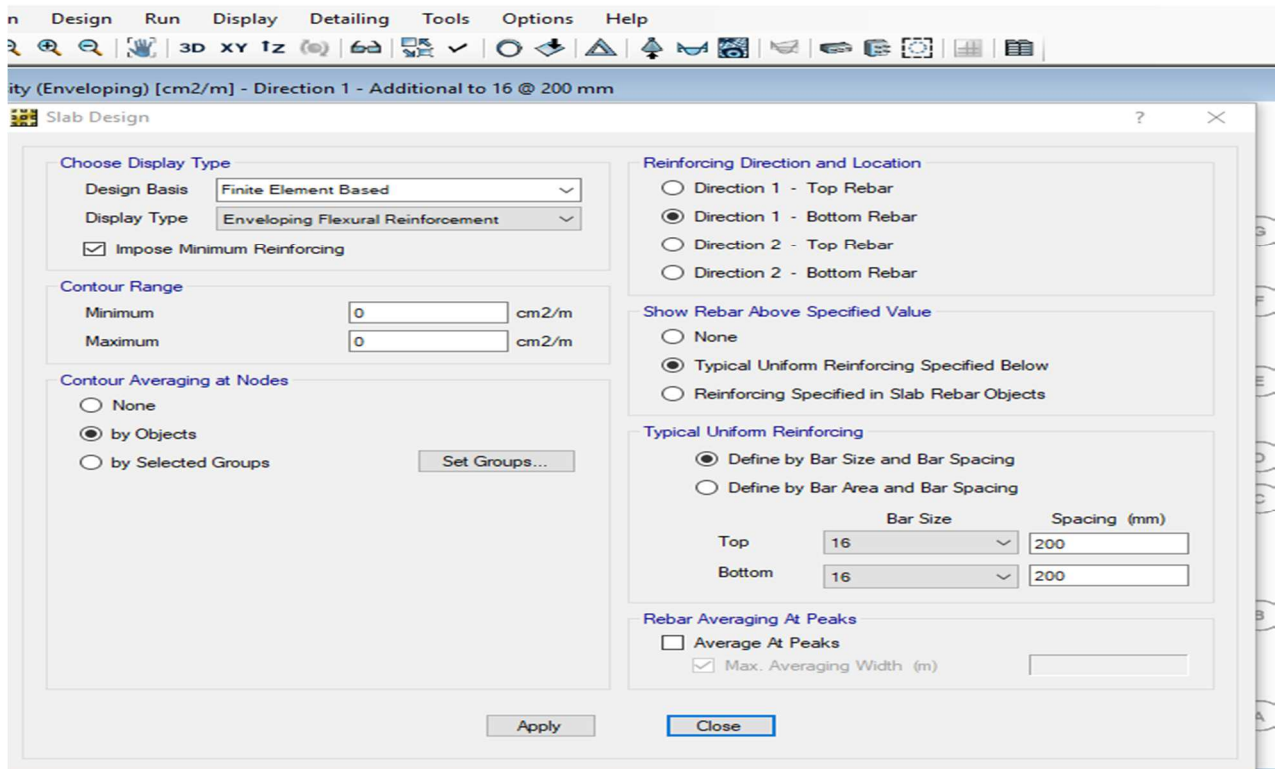 n Design Run Display Detailing Tools Options Help
3D XY
ity (Enveloping) [cm2/m] - Direction 1 - Additional to 16 @ 200 mm
Slab Design ?
Choose Display Type
Design Basis Finite Element Based
Display Type Enveloping Flexural Reinforcement
Impose Minimum Reinforcing
Contour Range
Minimum 0 cm2/m
Maximum 0 cm2/m
Contour Averaging at Nodes
None
by Objects
by Selected Groups Set Groups...
Reinforcing Direction and Location
Direction 1 - Top Rebar
Direction 1 - Bottom Rebar
Direction 2 - Top Rebar
Direction 2 - Bottom Rebar
Show Rebar Above Specified Value
None
Typical Uniform Reinforcing Specified Below
Reinforcing Specified in Slab Rebar Objects
Typical Uniform Reinforcing
Define by Bar Size and Bar Spacing
Define by Bar Area and Bar Spacing
Bar Size Spacing (mm)
Top 16 200
Bottom 16 200
Rebar Averaging At Peaks
Average At Peaks
Max. Averaging Width (m)
Apply Close
G
F
E
D
C
B
A